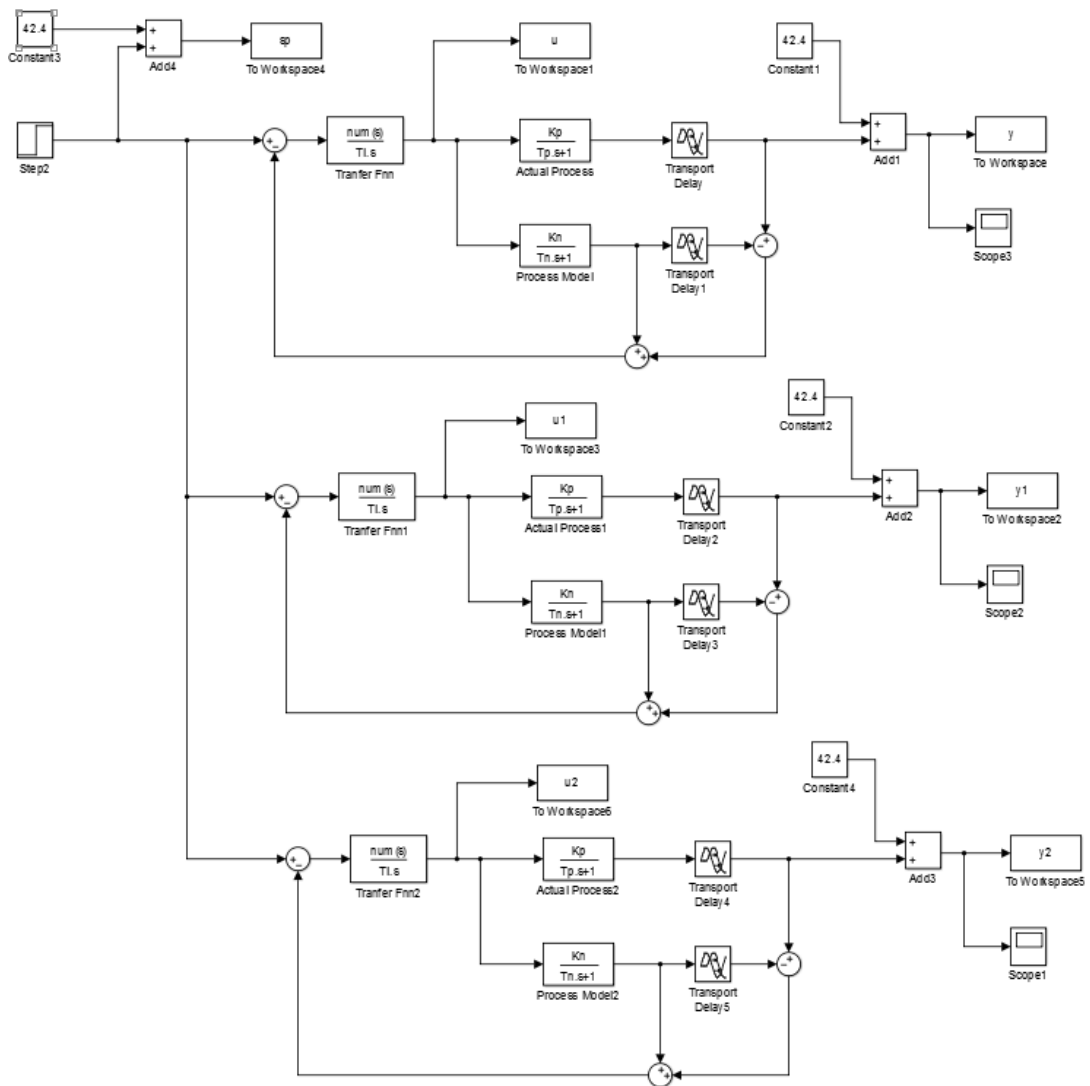 42.4
Constant3
+
+
Add4
sp
To Workspace4
u
To Workspace1
42.4
Constant1
Step2
+
−
num(s)
TI.s
Tranfer Fnn
Kp
Tp.s+1
Actual Process
Transport
Delay
+
+
Add1
y
To Workspace
Kn
Tn.s+1
Process Model
Transport
Delay1
−
+
Scope3
+
+
42.4
Constant2
u1
To Workspace3
+
−
num(s)
TI.s
Tranfer Fnn1
Kp
Tp.s+1
Actual Process1
Transport
Delay2
+
+
Add2
y1
To Workspace2
Kn
Tn.s+1
Process Model1
Transport
Delay3
−
+
Scope2
+
+
42.4
Constant4
u2
To Workspace6
+
−
num(s)
TI.s
Tranfer Fnn2
Kp
Tp.s+1
Actual Process2
Transport
Delay4
+
+
Add3
y2
To Workspace5
Kn
Tn.s+1
Process Model2
Transport
Delay5
−
+
Scope1
+
+